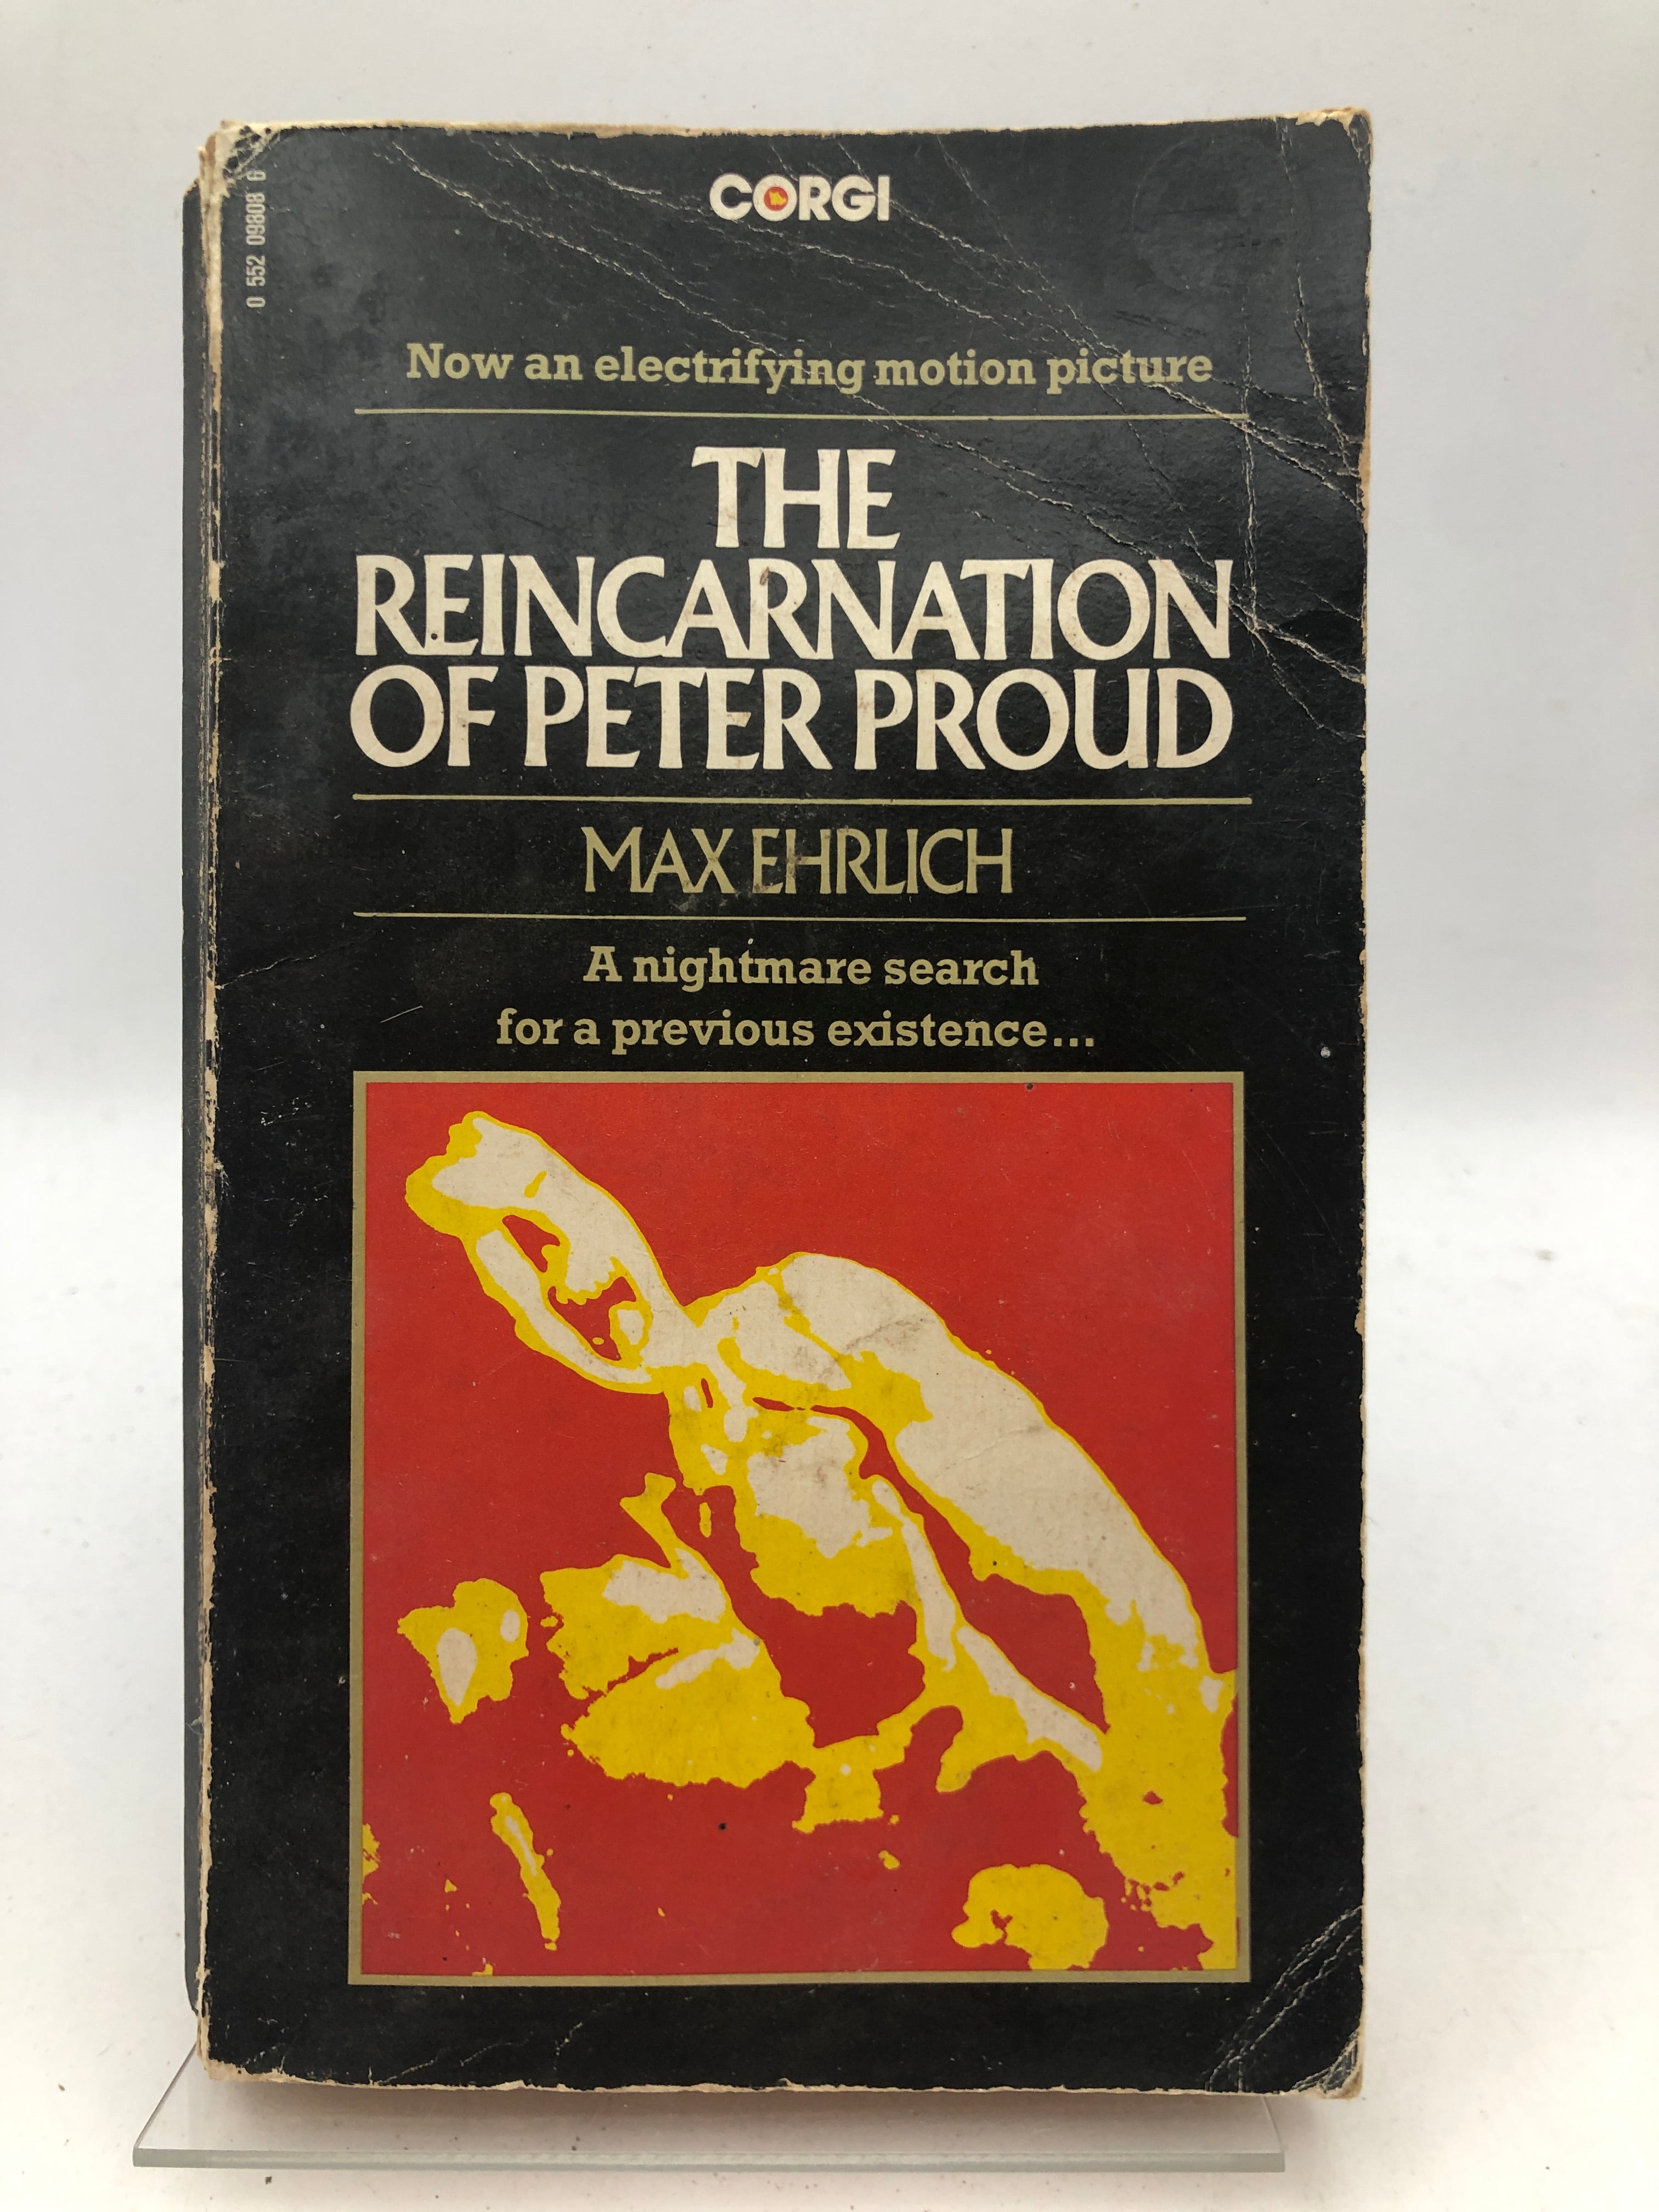 CORGI
0 552 09808 6
Now an electrifying motion picture
THE
REINCARNATION
OF PETER PROUD
MAX EHRLICH
A nightmare search
for a previous existence...